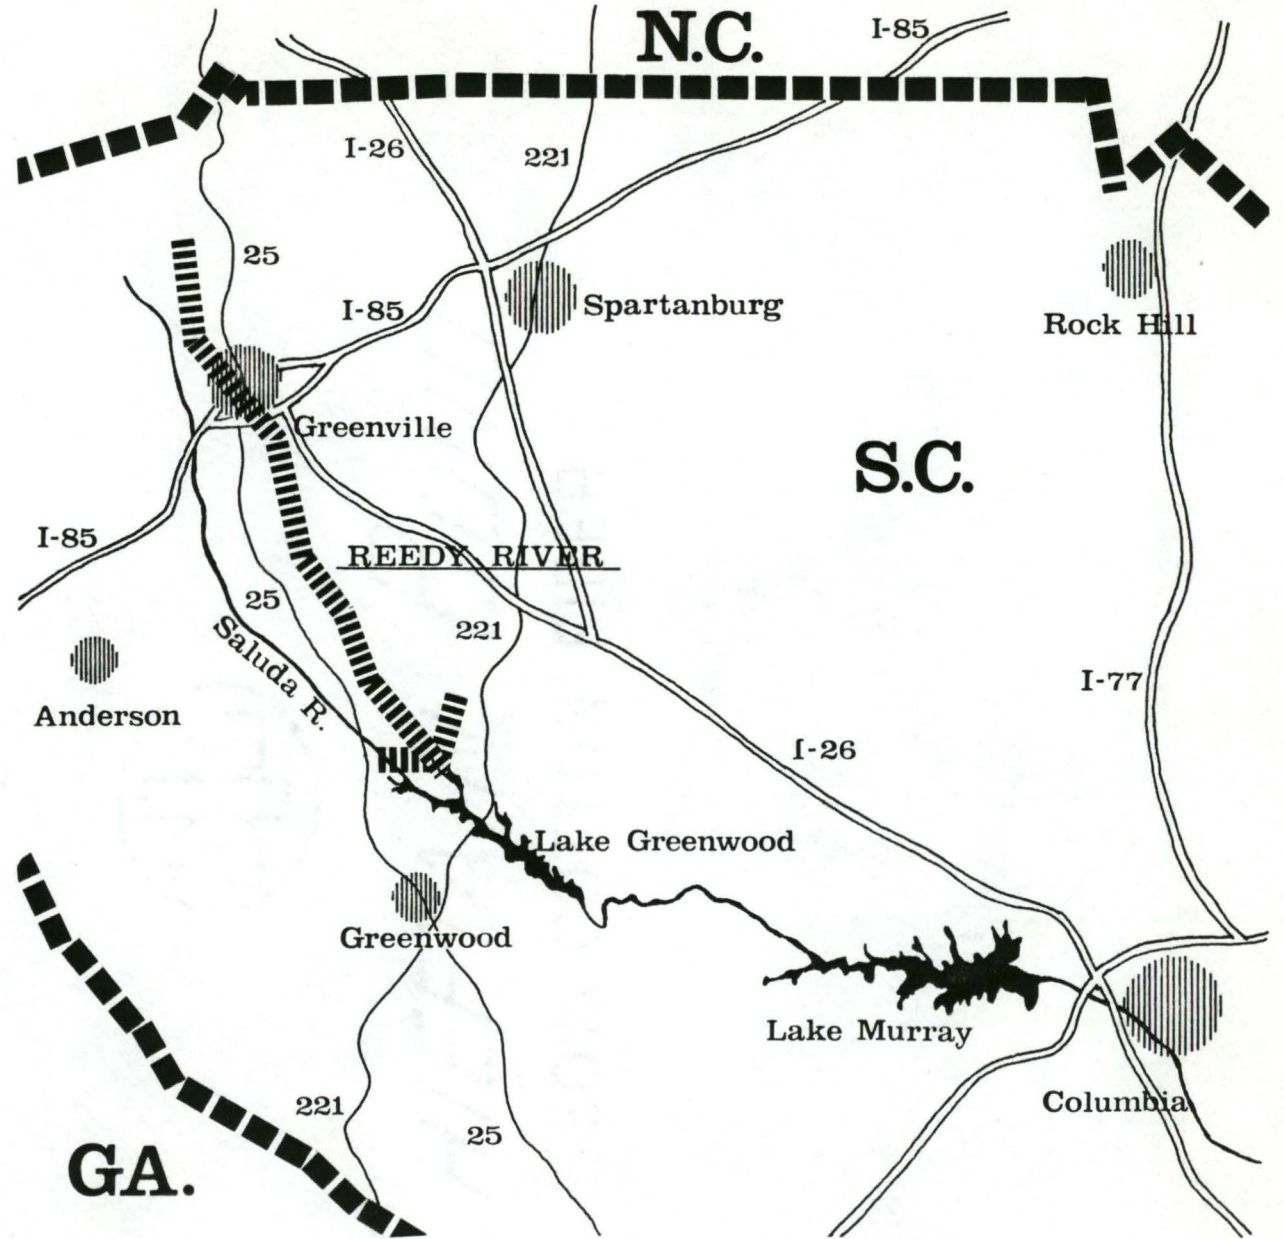 N.C.
I-85
I-26
221
25
I-85
Spartanburg
Rock Hill
Greenville
S.C.
I-85
REEDY RIVER
25
221
Saluda R.
I-77
Anderson
I-26
Lake Greenwood
Greenwood
Lake Murray
Columbia
221
25
GA.